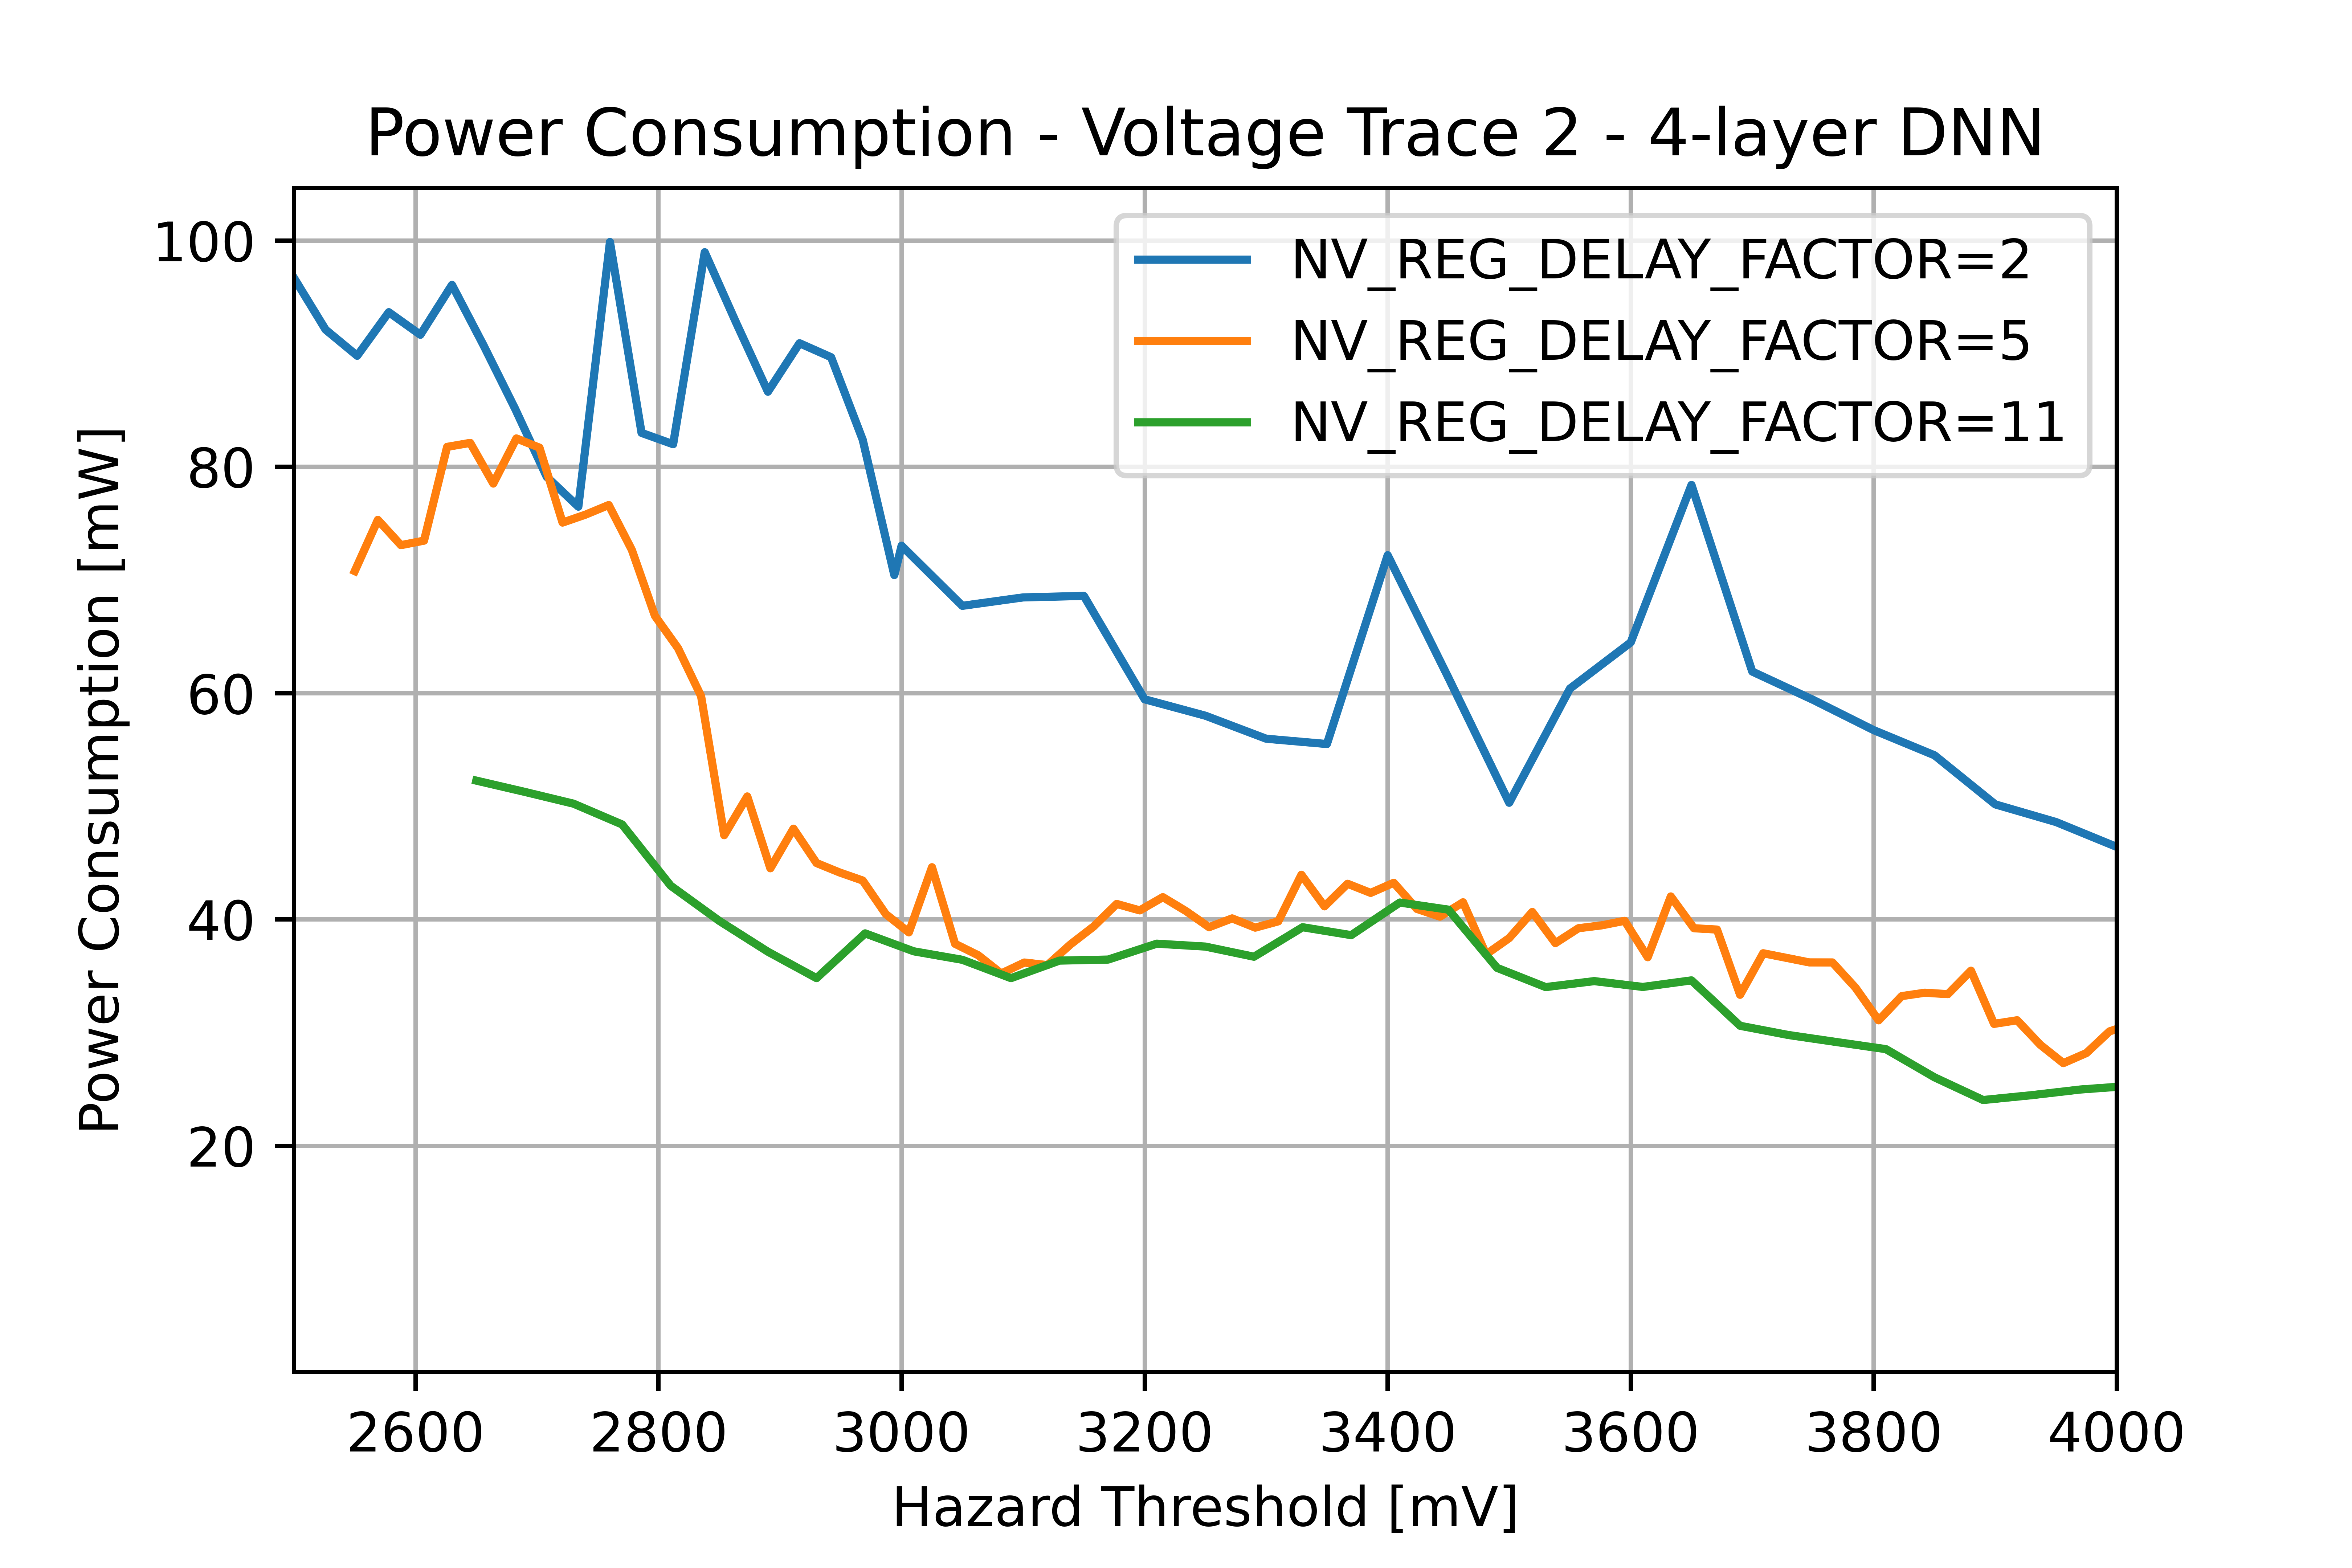 Power Consumption - Voltage Trace 2 - 4-layer DNN
NV_REG_DELAY_FACTOR=2
NV_REG_DELAY_FACTOR=5
NV_REG_DELAY_FACTOR=11
Power Consumption [mW]
100
80
60
40
20
2600 2800 3000 3200 3400 3600 3800 4000
Hazard Threshold [mV]